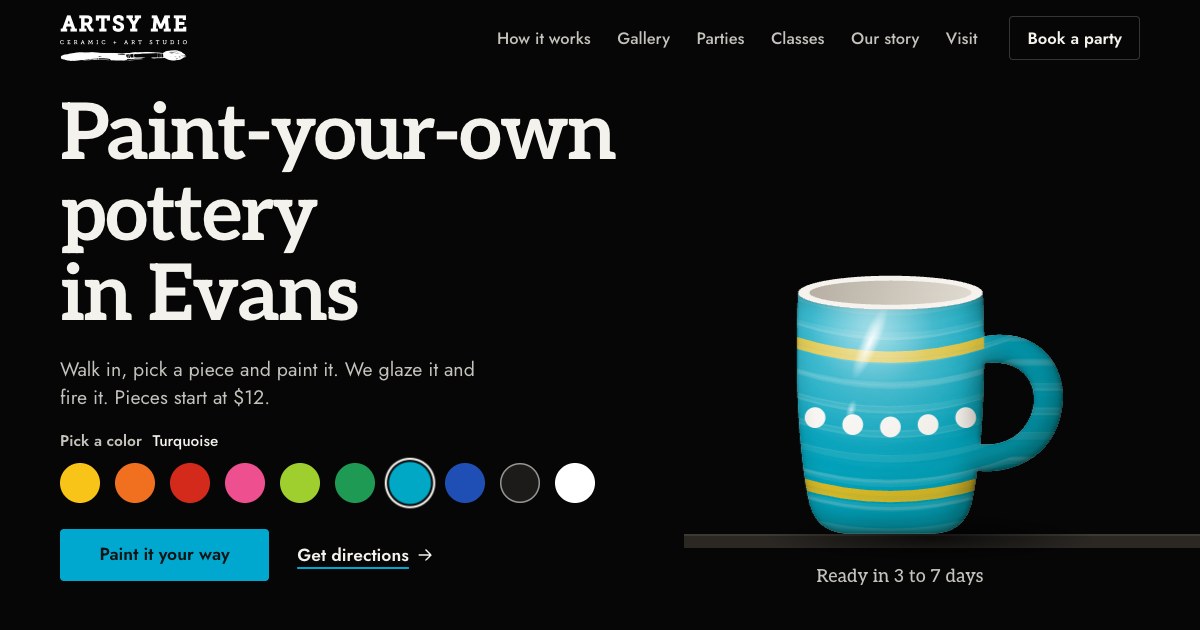 ARTSY ME
CERAMIC + ART STUDIO
How it works
Gallery
Parties
Classes
Our story
Visit
Book a party
Paint-your-own
pottery
in Evans
Walk in, pick a piece and paint it. We glaze it and
fire it. Pieces start at $12.
Pick a color Turquoise
Paint it your way
Get directions →
Ready in 3 to 7 days